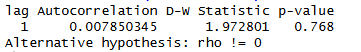 lag Autocorrelation D-W Statistic p-value
1 0.007850345 1.972801 0.768
Alternative hypothesis: rho != 0